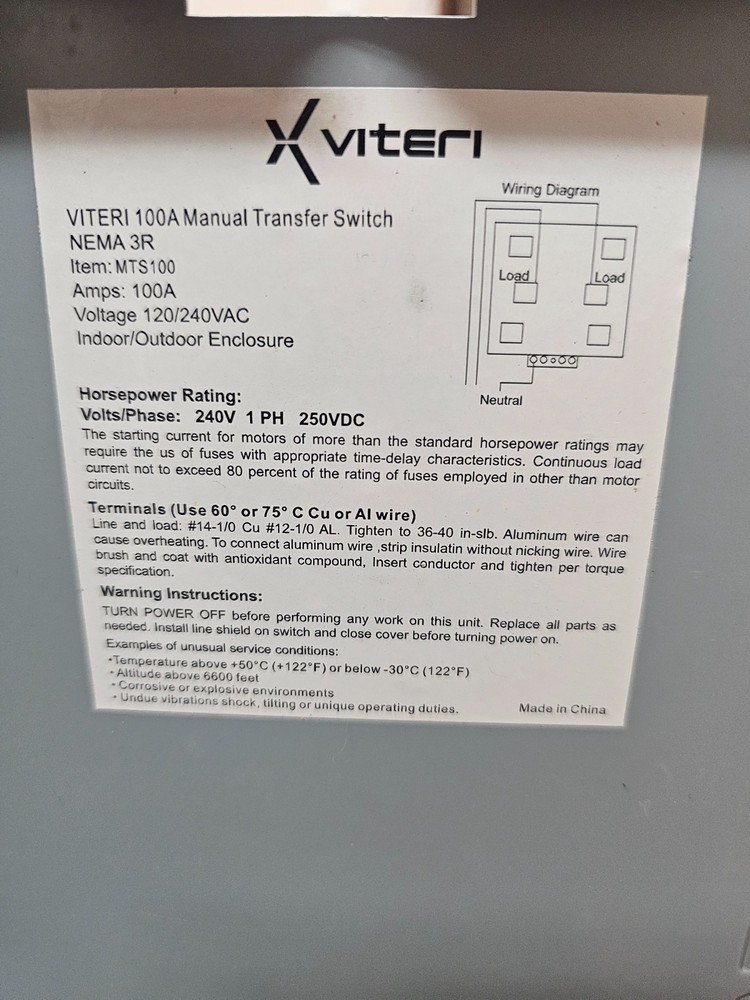 viteri
Wiring Diagram
VITERI 100A Manual Transfer Switch
NEMA 3R
Item: MTS100
Amps: 100A
Voltage 120/240VAC
Indoor/Outdoor Enclosure
Load
Load
Neutral
Horsepower Rating:
Volts/Phase: 240V 1 PH 250VDC
The starting current for motors of more than the standard horsepower ratings may
require the us of fuses with appropriate time-delay characteristics. Continuous load
current not to exceed 80 percent of the rating of fuses employed in other than motor
circuits.
Terminals (Use 60° or 75° C Cu or Al wire)
Line and load: #14-1/0 Cu #12-1/0 AL. Tighten to 36-40 in-slb. Aluminum wire can
cause overheating. To connect aluminum wire ,strip insulatin without nicking wire. Wire
brush and coat with antioxidant compound, Insert conductor and tighten per torque
specification.
Warning Instructions:
TURN POWER OFF before performing any work on this unit. Replace all parts as
needed. Install line shield on switch and close cover before turning power on.
Examples of unusual service conditions:
•Temperature above +50°C (+122°F) or below -30°C (122°F)
• Altitude above 6600 feet
• Corrosive or explosive environments
• Undue vibrations shock, tilting or unique operating duties.
Made in China